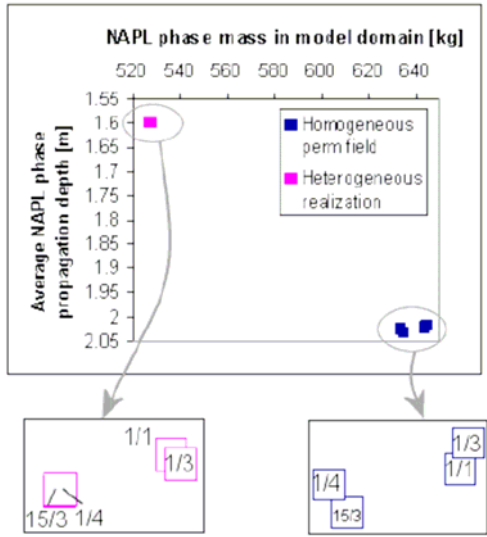 NAPL phase mass in model domain [kg]
520 540 560 580 600 620 640
Average NAPL phase
propagation depth [m]
1.55
1.6
1.65
1.7
1.75
1.8
1.85
1.9
1.95
2
2.05
Homogeneous
perm field
Heterogeneous
realization
1/1
1/3
15/3 1/4
1/3
1/1
1/4
15/3